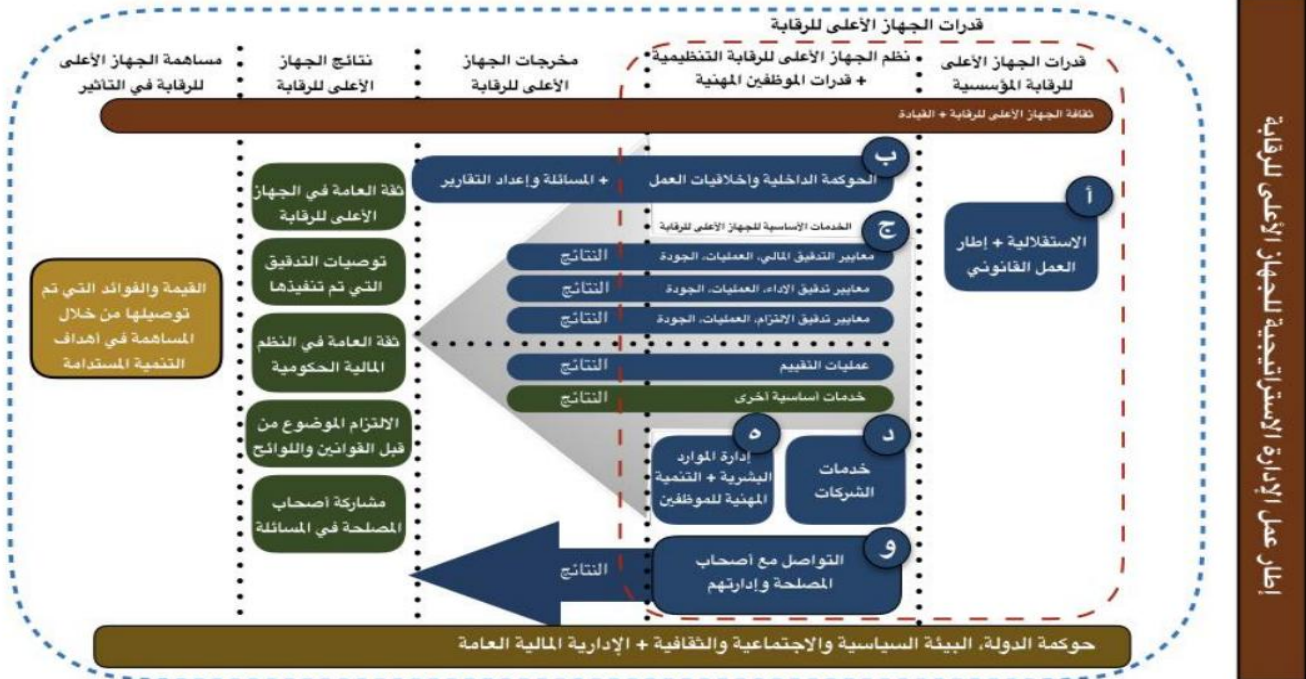 إطار عمل الإدارة الاستراتيجية للجهاز الأعلى للرقابة
قدرات الجهاز الأعلى للرقابة
قدرات الجهاز الأعلى
للرقابة المؤسسية
نظم الجهاز الأعلى للرقابة التنظيمية
+ قدرات الموظفين المهنية
مخرجات الجهاز
الأعلى للرقابة
نتائج الجهاز
الأعلى للرقابة
مساهمة الجهاز الأعلى
للرقابة في التأثير
ثقافة الجهاز الأعلى للرقابة + القيادة
أ
الاستقلالية + إطار
العمل القانوني
ب
الحوكمة الداخلية وأخلاقيات العمل + المسائلة وإعداد التقارير
ج
الخدمات الأساسية للجهاز الأعلى للرقابة
معايير التدقيق المالي، العمليات، الجودة النتائج
معايير تدقيق الاداء، العمليات، الجودة النتائج
معايير تدقيق الالتزام، العمليات، الجودة النتائج
عمليات التقييم النتائج
خدمات أساسية أخرى النتائج
د
خدمات
الشركات
ه
إدارة الموارد
البشرية + التنمية
المهنية للموظفين
و
التواصل مع أصحاب
المصلحة وإدارتهم
النتائج
ثقة العامة في الجهاز
الأعلى للرقابة
توصيات التدقيق
التي تم تنفيذها
ثقة العامة في النظم
المالية الحكومية
الالتزام الموضوع من
قبل القوانين واللوائح
مشاركة أصحاب
المصلحة في المسائلة
القيمة والفوائد التي تم
توصيلها من خلال
المساهمة في أهداف
التنمية المستدامة
حوكمة الدولة، البيئة السياسية والاجتماعية والثقافية + الإدارية المالية العامة